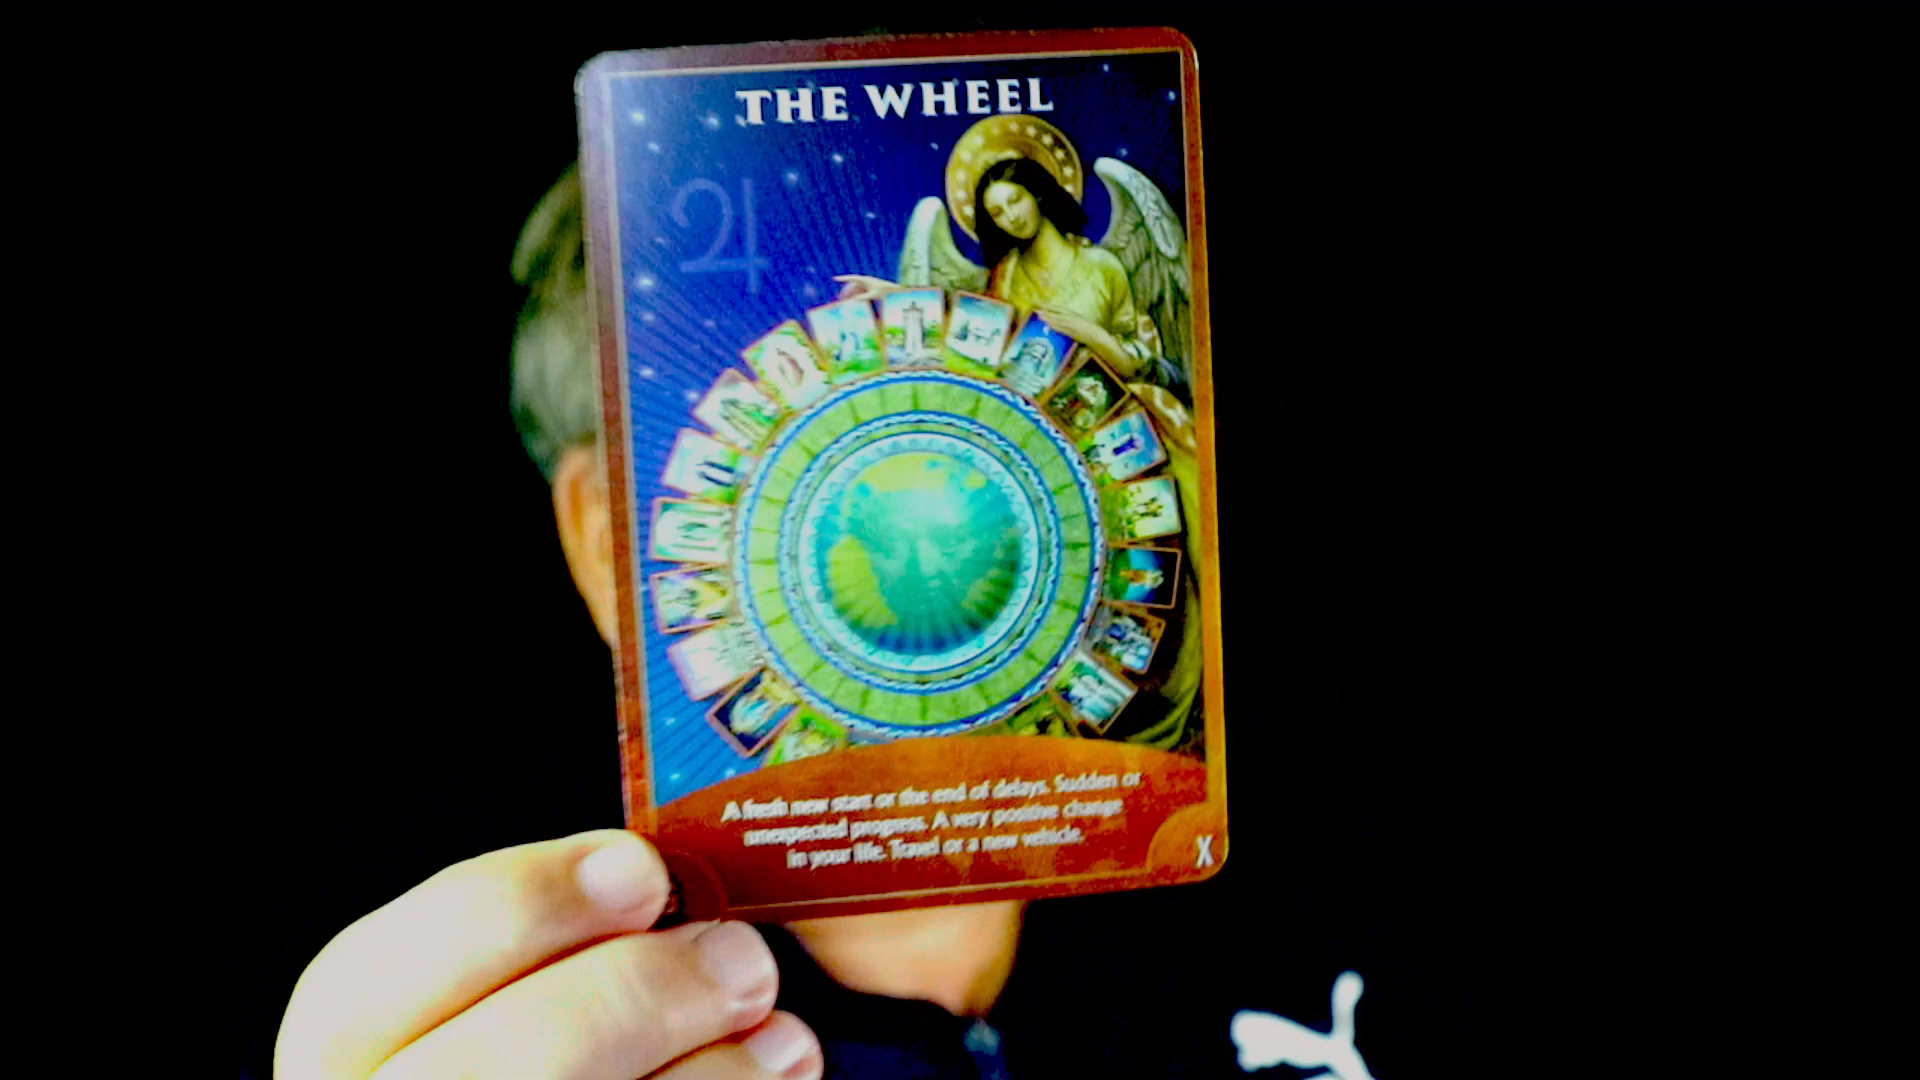 THE WHEEL
A fresh new start or the end of delays. Sudden or
unexpected progress. A very positive change
in your life. Travel or a new vehicle.
X